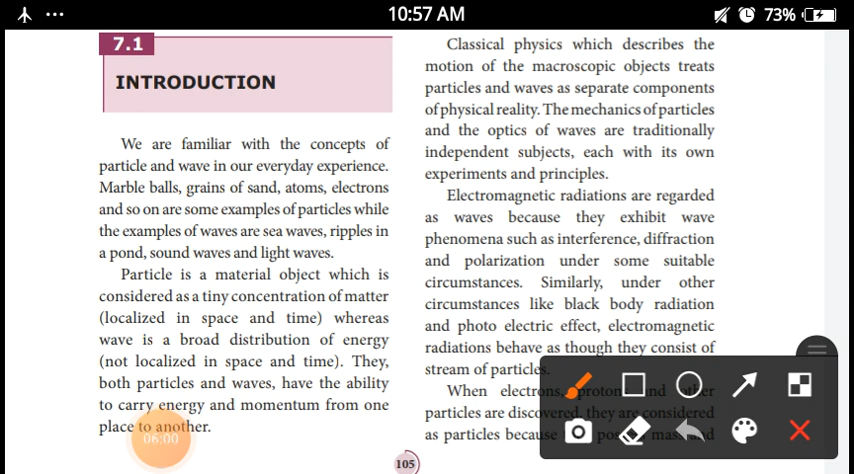 10:57 AM
73%
7.1
INTRODUCTION
We are familiar with the concepts of
particle and wave in our everyday experience.
Marble balls, grains of sand, atoms, electrons
and so on are some examples of particles while
the examples of waves are sea waves, ripples in
a pond, sound waves and light waves.
Particle is a material object which is
considered as a tiny concentration of matter
(localized in space and time) whereas
wave is a broad distribution of energy
(not localized in space and time). They,
both particles and waves, have the ability
to carry energy and momentum from one
place to another.
06:00
Classical physics which describes the
motion of the macroscopic objects treats
particles and waves as separate components
of physical reality. The mechanics of particles
and the optics of waves are traditionally
independent subjects, each with its own
experiments and principles.
Electromagnetic radiations are regarded
as waves because they exhibit wave
phenomena such as interference, diffraction
and polarization under some suitable
circumstances. Similarly, under other
circumstances like black body radiation
and photo electric effect, electromagnetic
radiations behave as though they consist of
stream of particles.
When electrons, protons and other
particles are discovered, they are considered
as particles because mass and
105